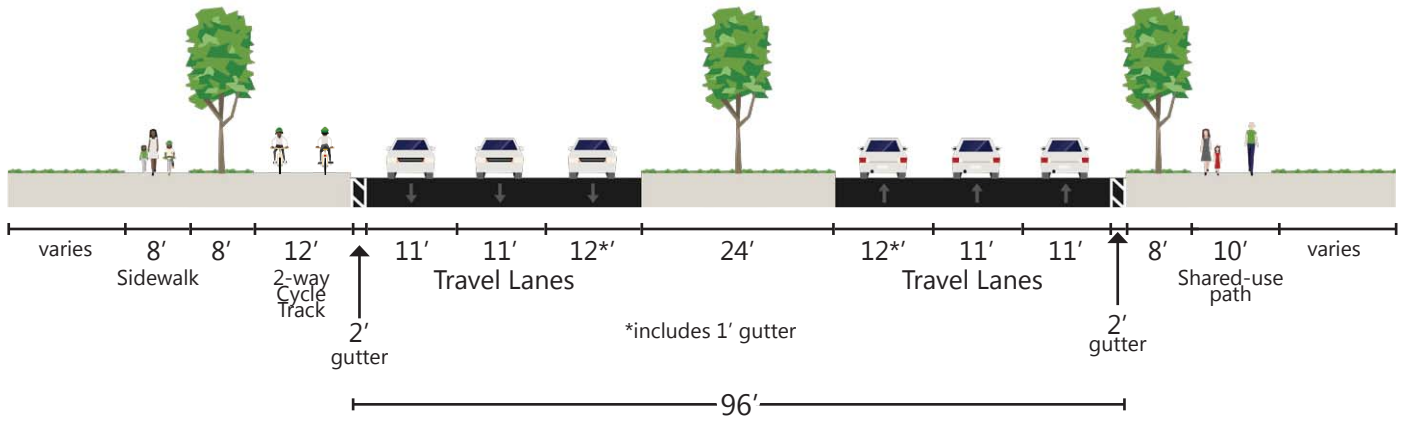 varies 8’ 8’ 12’ 11’ 11’ 12*’ 24’ 12*’ 11’ 11’ 8’ 10’ varies
Sidewalk 2-way Cycle Track Travel Lanes Travel Lanes Shared-use path
2’ gutter
*includes 1’ gutter
2’ gutter
96’